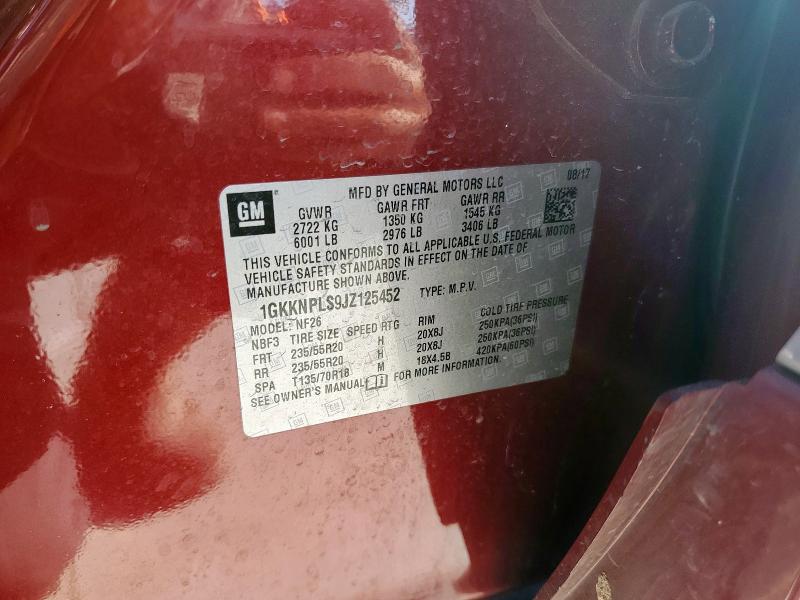 GM
MFD BY GENERAL MOTORS LLC 08/17
GVWR GAWR FRT GAWR RR
2722 KG 1350 KG 1545 KG
6001 LB 2976 LB 3406 LB
THIS VEHICLE CONFORMS TO ALL APPLICABLE U.S. FEDERAL MOTOR
VEHICLE SAFETY STANDARDS IN EFFECT ON THE DATE OF
MANUFACTURE SHOWN ABOVE.
1GKKNPLS9JZ125452 TYPE: M.P.V.
MODEL: NF26
NBF3 TIRE SIZE SPEED RTG RIM COLD TIRE PRESSURE
FRT 235/55R20 H 20X8J 250KPA(36PSI)
RR 235/55R20 H 20X8J 250KPA(36PSI)
SPA T135/70R18 M 18X4.5B 420KPA(60PSI)
SEE OWNER'S MANUAL FOR MORE INFORMATION.